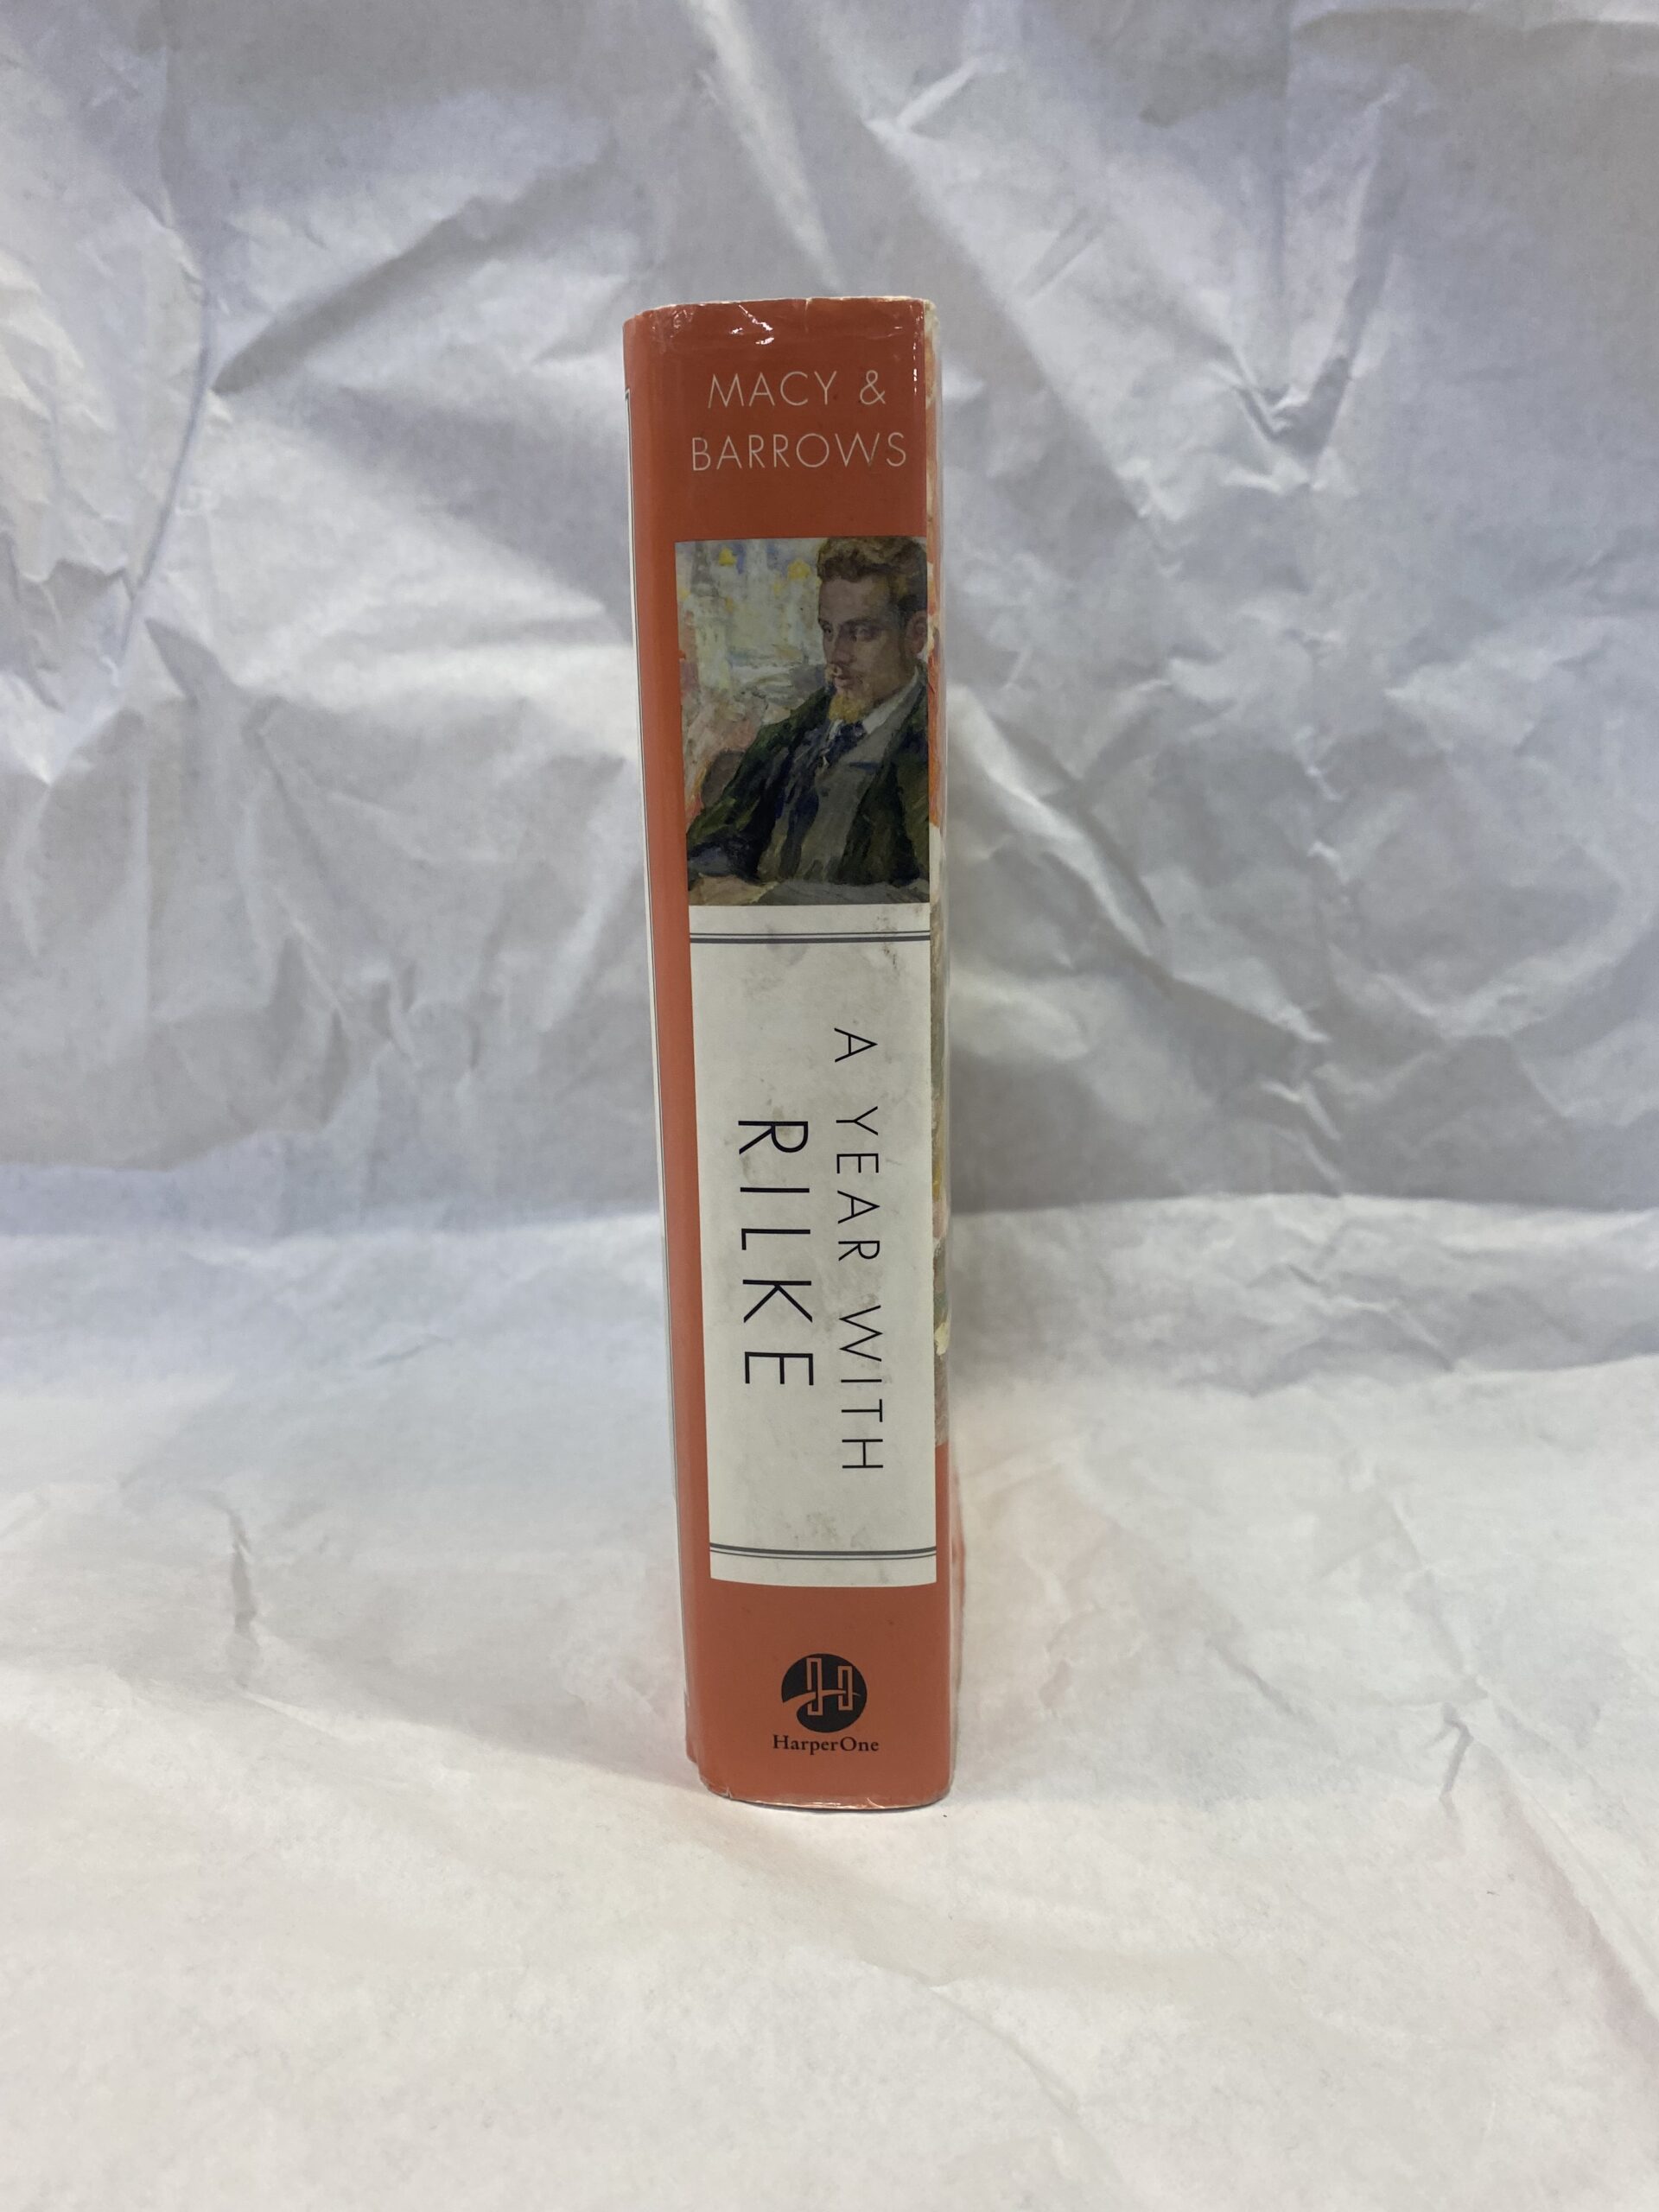 MACY &
BARROWS
A YEAR WITH
RILKE
HarperOne